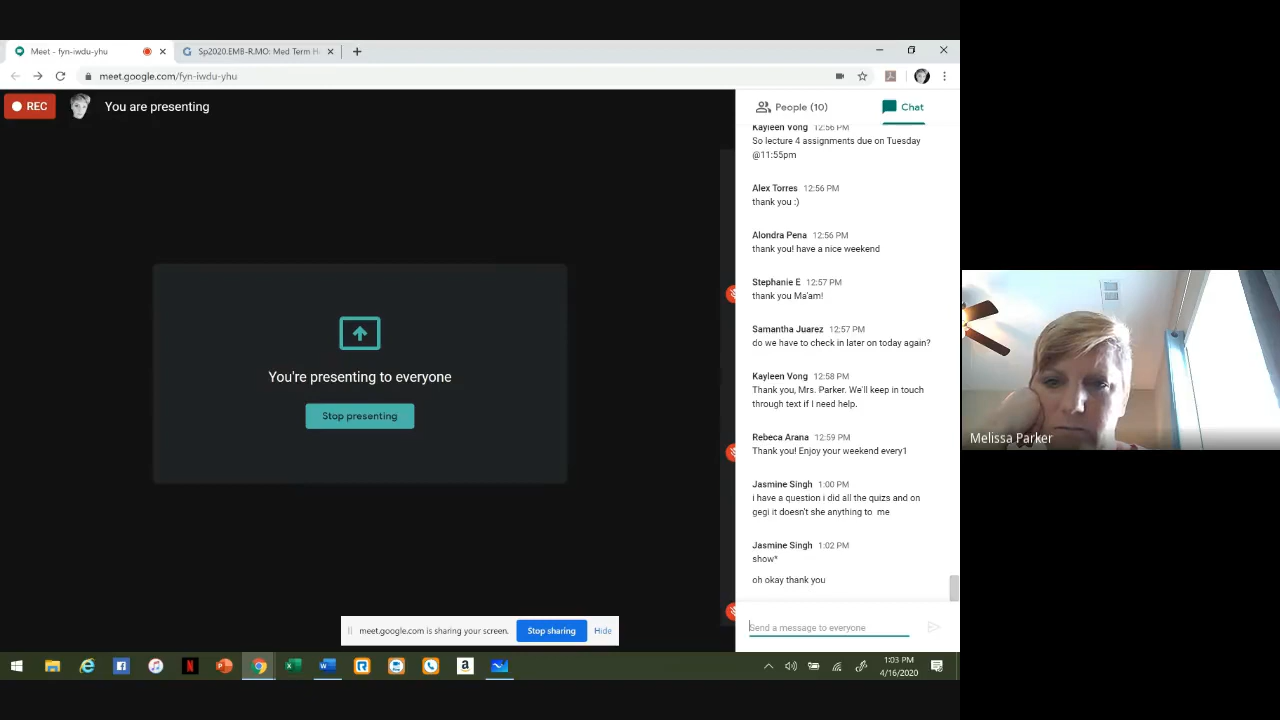 Meet - fyn-iwdu-yhu
Sp2020.EMB-R.MO: Med Term H
meet.google.com/fyn-iwdu-yhu
REC
You are presenting
People (10)
Chat
Kayleen Vong 12:56 PM
So lecture 4 assignments due on Tuesday
@11:55pm
Alex Torres 12:56 PM
thank you :)
Alondra Pena 12:56 PM
thank you! have a nice weekend
Stephanie E 12:57 PM
thank you Ma'am!
Samantha Juarez 12:57 PM
do we have to check in later on today again?
Kayleen Vong 12:58 PM
Thank you, Mrs. Parker. We'll keep in touch
through text if I need help.
Rebeca Arana 12:59 PM
Thank you! Enjoy your weekend every1
Jasmine Singh 1:00 PM
i have a question i did all the quizs and on
gegi it doesn't she anything to me
Jasmine Singh 1:02 PM
show*
oh okay thank you
Send a message to everyone
You're presenting to everyone
Stop presenting
meet.google.com is sharing your screen.
Stop sharing
Hide
1:03 PM
4/16/2020
Melissa Parker